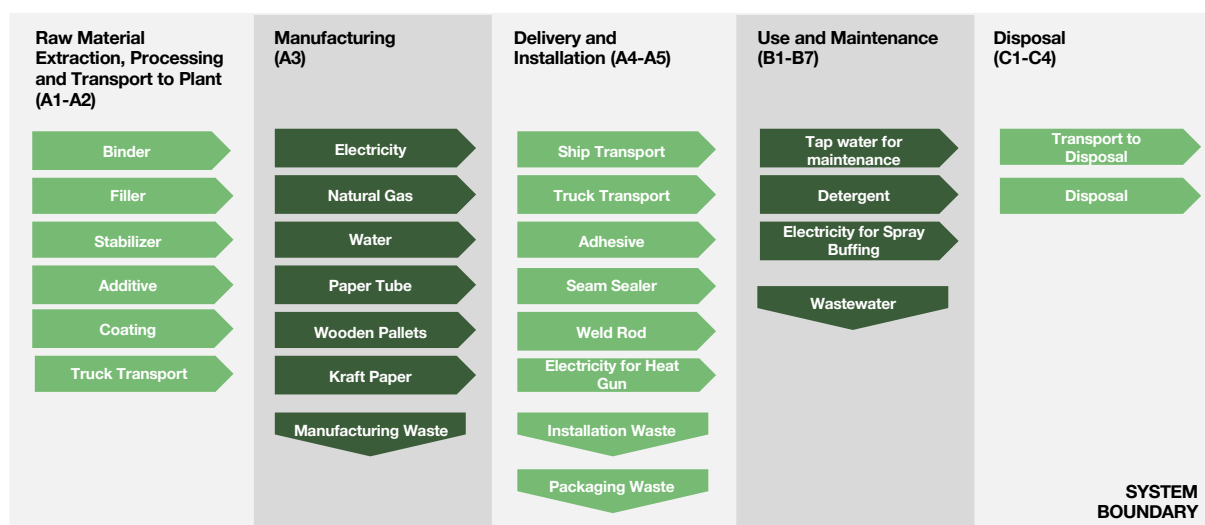 Raw Material
Extraction, Processing
and Transport to Plant
(A1-A2)
Binder
Filler
Stabilizer
Additive
Coating
Truck Transport
Manufacturing
(A3)
Electricity
Natural Gas
Water
Paper Tube
Wooden Pallets
Kraft Paper
Manufacturing Waste
Delivery and
Installation (A4-A5)
Ship Transport
Truck Transport
Adhesive
Seam Sealer
Weld Rod
Electricity for Heat
Gun
Installation Waste
Packaging Waste
Use and Maintenance
(B1-B7)
Tap water for
maintenance
Detergent
Electricity for Spray
Buffing
Wastewater
Disposal
(C1-C4)
Transport to
Disposal
Disposal
SYSTEM
BOUNDARY